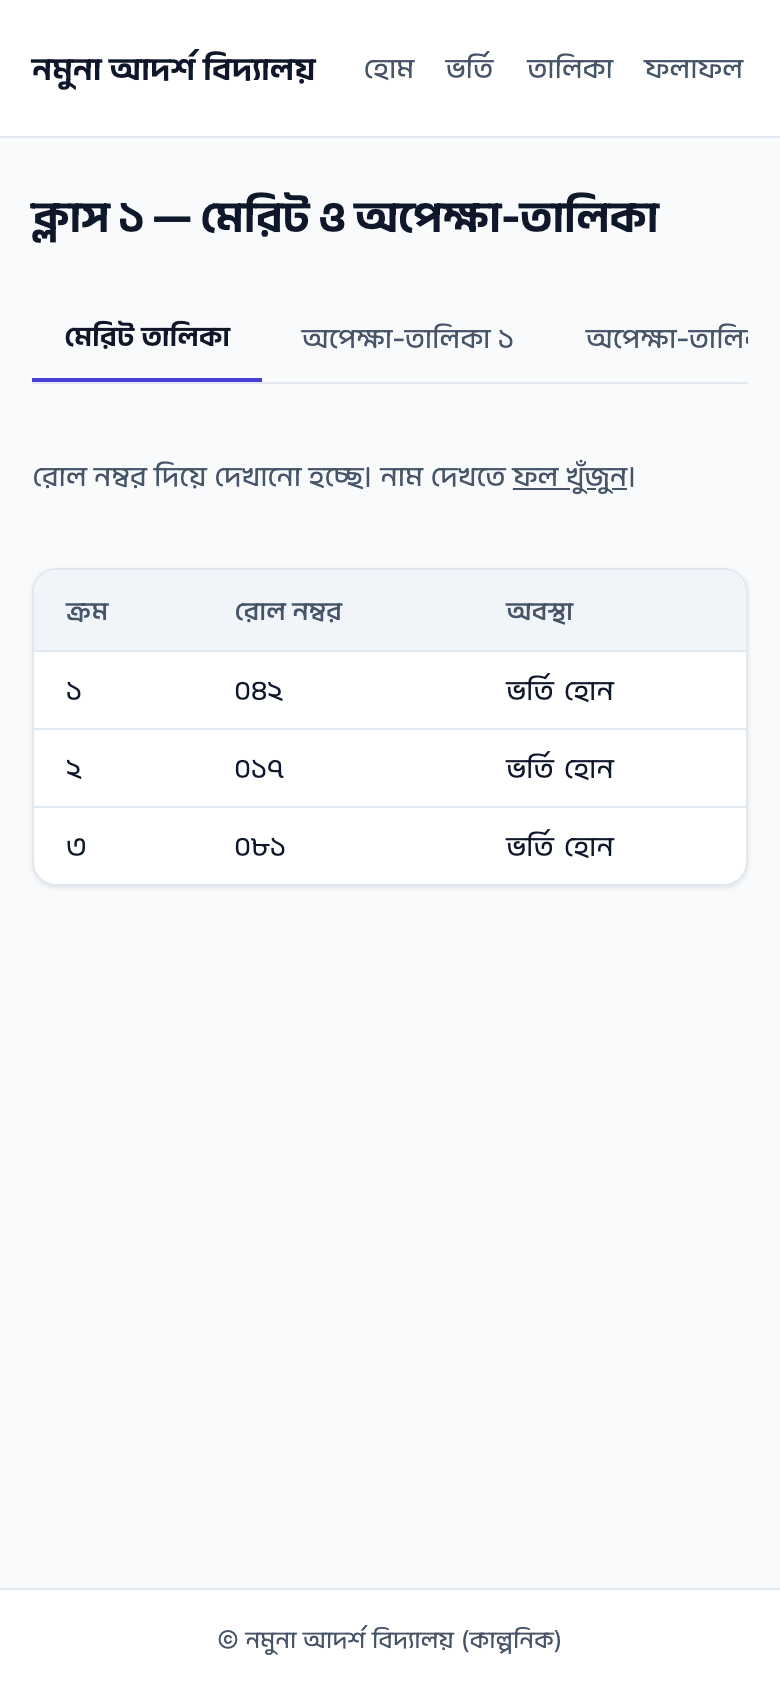 নমুনা আদর্শ বিদ্যালয় হোম ভর্তি তালিকা ফলাফল
ক্লাস ১ — মেরিট ও অপেক্ষা-তালিকা
মেরিট তালিকা অপেক্ষা-তালিকা ১ অপেক্ষা-তালি
রোল নম্বর দিয়ে দেখানো হচ্ছে। নাম দেখতে ফল খুঁজুন।
ক্রম রোল নম্বর অবস্থা
১ ০৪২ ভর্তি হোন
২ ০১৭ ভর্তি হোন
৩ ০৮১ ভর্তি হোন
© নমুনা আদর্শ বিদ্যালয় (কাল্পনিক)